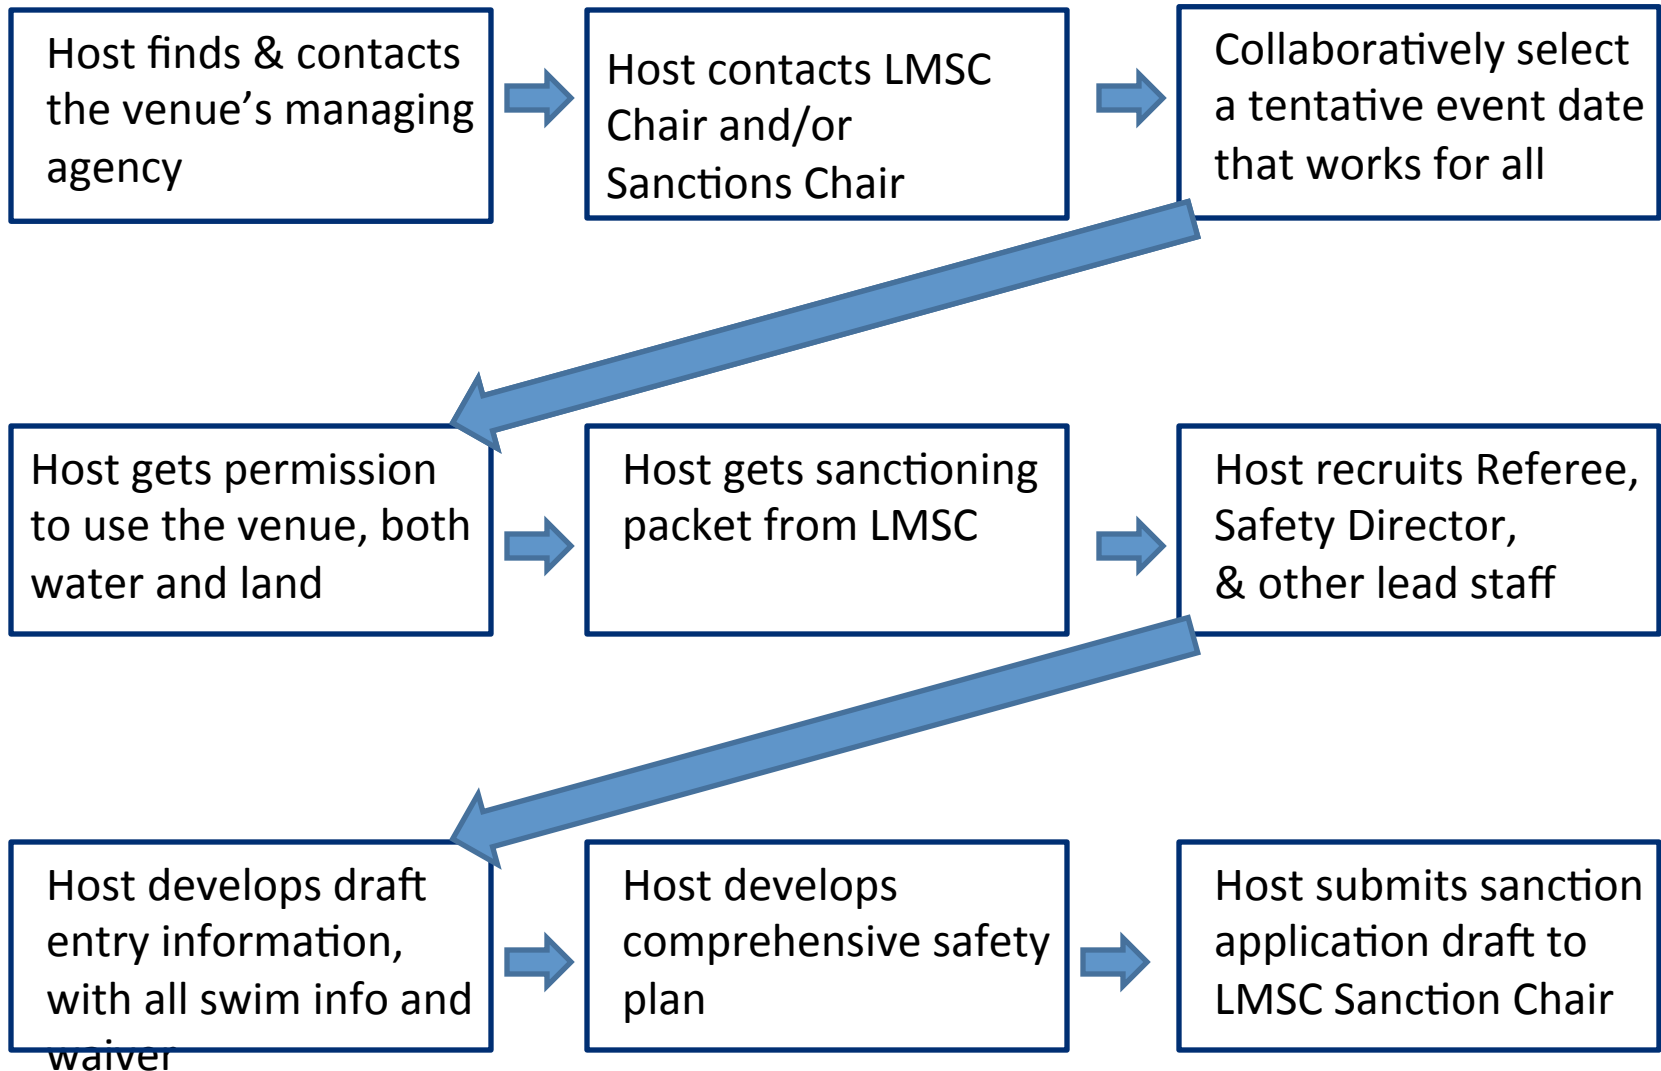 Host finds & contacts
the venue’s managing
agency
Host contacts LMSC
Chair and/or
Sanctions Chair
Collaboratively select
a tentative event date
that works for all
Host gets permission
to use the venue, both
water and land
Host gets sanctioning
packet from LMSC
Host recruits Referee,
Safety Director,
& other lead staff
Host develops draft
entry information,
with all swim info and
waiver
Host develops
comprehensive safety
plan
Host submits sanction
application draft to
LMSC Sanction Chair